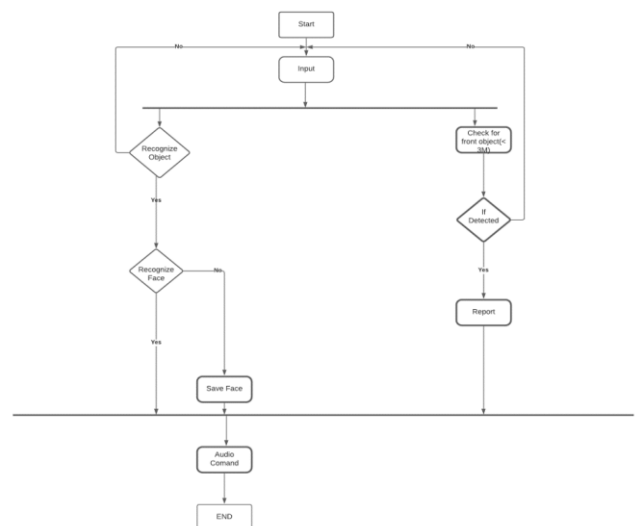 Start
No
No
Input
Recognize
Object
Check for
front object(<
3M)
Yes
If
Detected
Recognize
Face
No
Yes
Report
Yes
Save Face
Audio
Comand
END